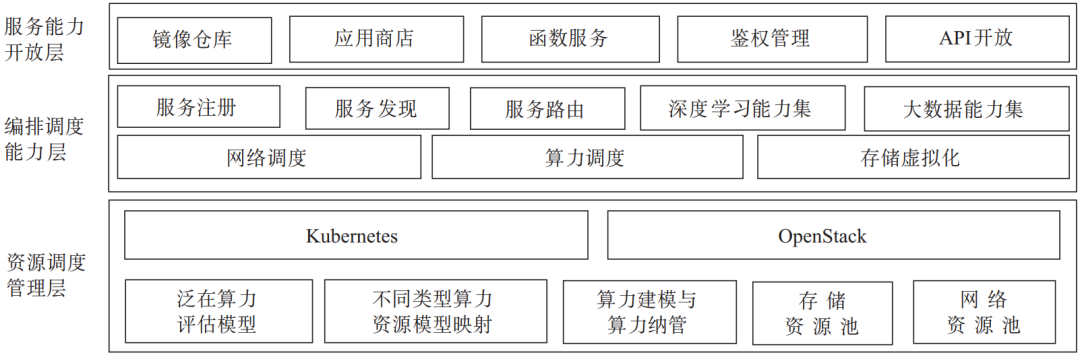 服务能力
开放层
镜像仓库
应用商店
函数服务
鉴权管理
API开放
编排调度
能力层
服务注册
服务发现
服务路由
深度学习能力集
大数据能力集
网络调度
算力调度
存储虚拟化
资源调度
管理层
Kubernetes
OpenStack
泛在算力
评估模型
不同类型算力
资源模型映射
算力建模与
算力纳管
存 储
资 源 池
网 络
资 源 池